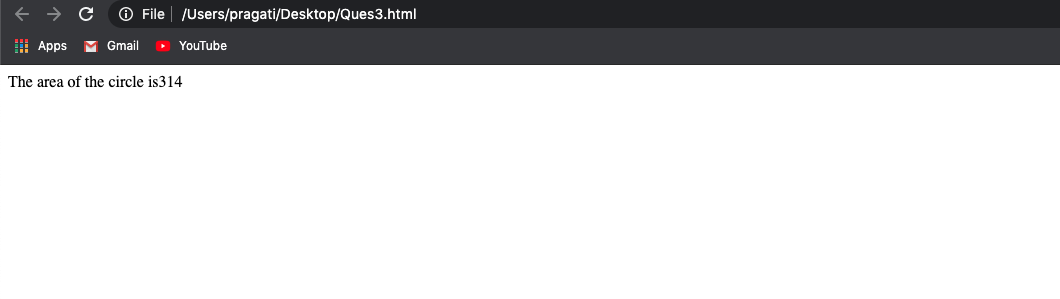 File /Users/pragati/Desktop/Ques3.html
Apps Gmail YouTube
The area of the circle is314